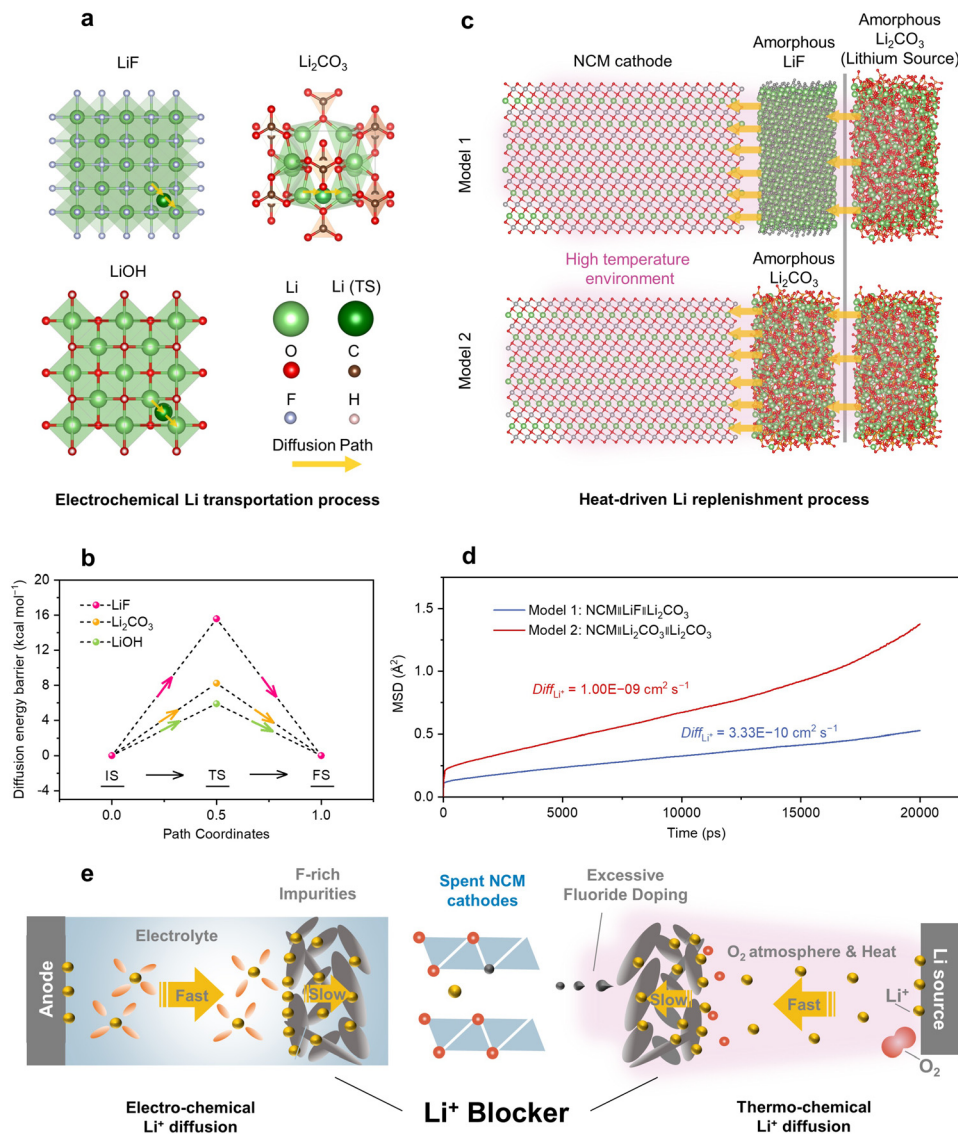 a
LiF
Li₂CO₃
LiOH
Li
Li (TS)
O
C
F
H
Diffusion Path
Electrochemical Li transportation process
c
NCM cathode
Amorphous
LiF
Amorphous
Li₂CO₃
(Lithium Source)
Model 1
High temperature
environment
Amorphous
Li₂CO₃
Model 2
Heat-driven Li replenishment process
b
Diffusion energy barrier (kcal mol⁻¹)
20
16
12
8
4
0
-4
LiF
Li₂CO₃
LiOH
IS
TS
FS
0.0
0.5
1.0
Path Coordinates
d
MSD (Å²)
1.5
1.0
0.5
0.0
Model 1: NCM||LiF||Li₂CO₃
Model 2: NCM||Li₂CO₃||Li₂CO₃
Diff Li⁺ = 1.00E−09 cm² s⁻¹
Diff Li⁺ = 3.33E−10 cm² s⁻¹
0
5000
10000
15000
20000
Time (ps)
e
F-rich
Impurities
Spent NCM
cathodes
Excessive
Fluoride Doping
Anode
Electrolyte
Fast
Slow
Slow
O₂ atmosphere & Heat
Fast
Li⁺
O₂
Li source
Electro-chemical
Li⁺ diffusion
Li⁺ Blocker
Thermo-chemical
Li⁺ diffusion